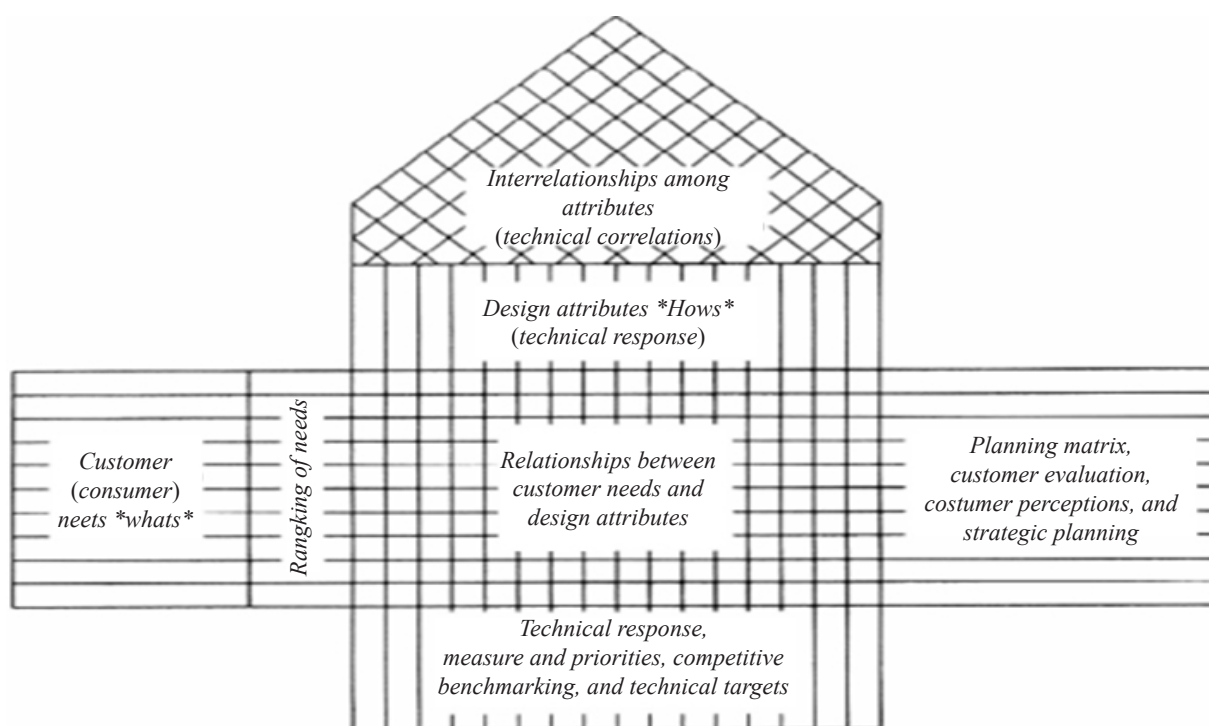 Interrelationships among
attributes
(technical correlations)
Design attributes *Hows*
(technical response)
Customer
(consumer)
neets *whats*
Rangking of needs
Relationships between
customer needs and
design attributes
Planning matrix,
customer evaluation,
costumer perceptions, and
strategic planning
Technical response,
measure and priorities, competitive
benchmarking, and technical targets